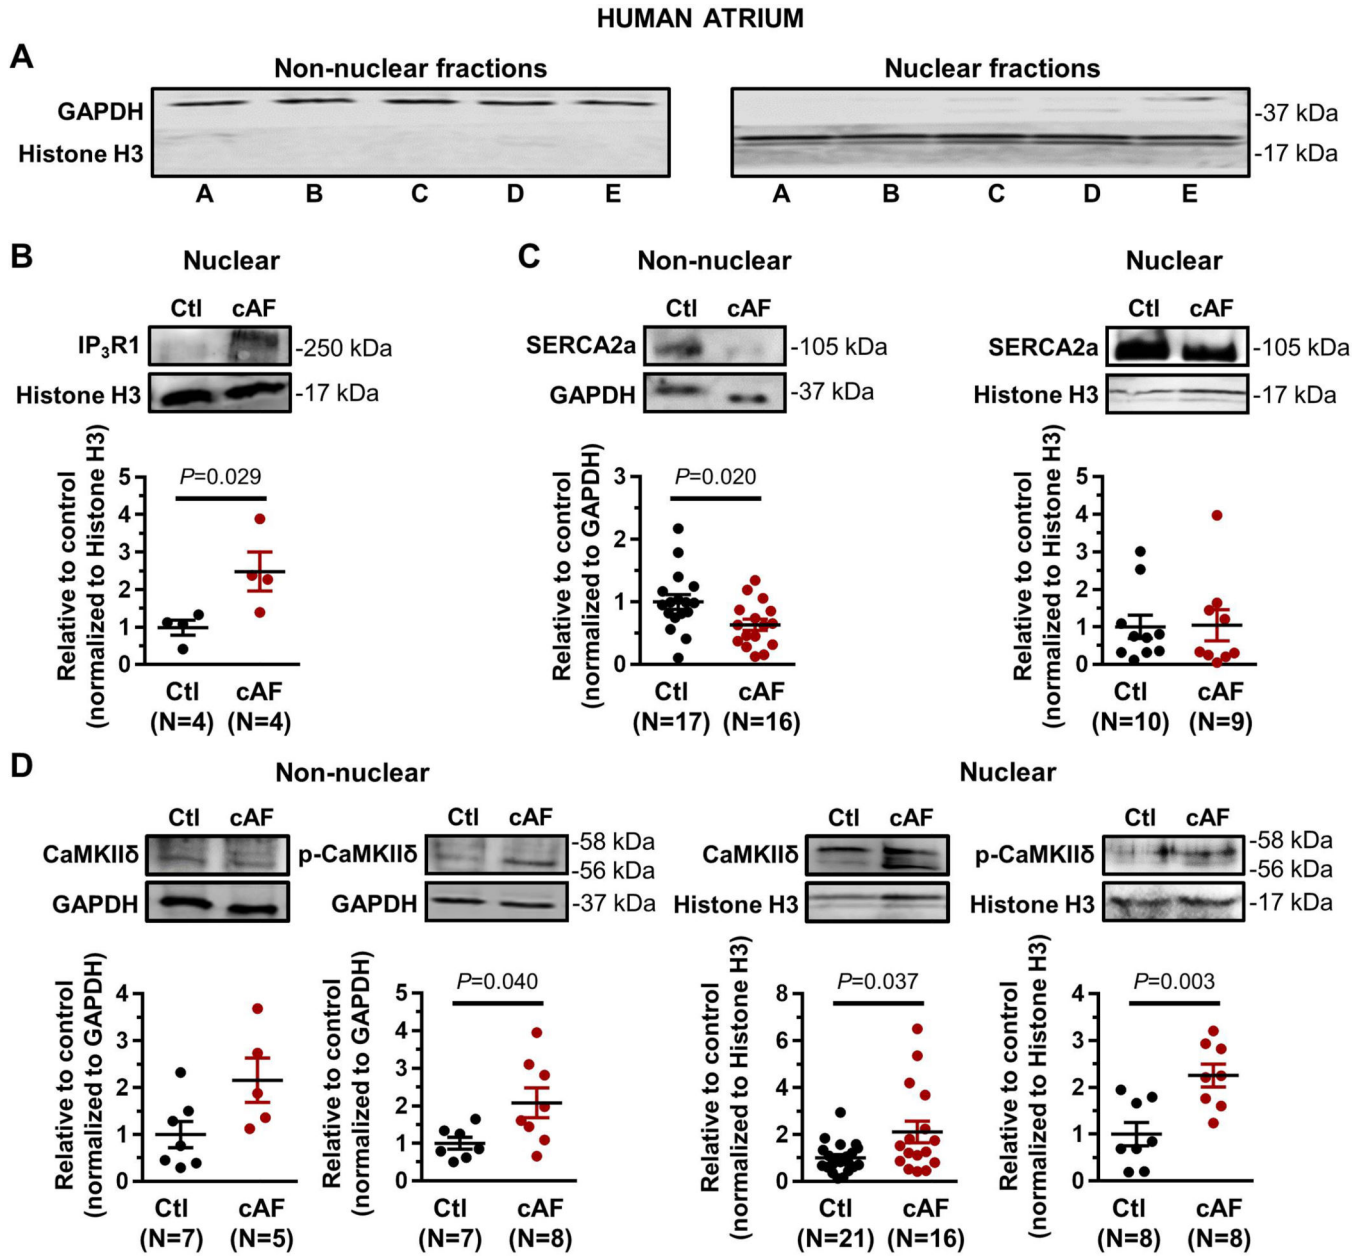 HUMAN ATRIUM
A
Non-nuclear fractions
Nuclear fractions
GAPDH
Histone H3
-37 kDa
-17 kDa
A B C D E
A B C D E
B
Nuclear
Ctl cAF
IP₃R1
-250 kDa
Histone H3
-17 kDa
Relative to control
(normalized to Histone H3)
5
4
3
2
1
0
P=0.029
Ctl cAF
(N=4) (N=4)
C
Non-nuclear
Ctl cAF
SERCA2a
-105 kDa
GAPDH
-37 kDa
Relative to control
(normalized to GAPDH)
3
2
1
0
P=0.020
Ctl cAF
(N=17) (N=16)
Nuclear
Ctl cAF
SERCA2a
-105 kDa
Histone H3
-17 kDa
Relative to control
(normalized to Histone H3)
5
4
3
2
1
0
Ctl cAF
(N=10) (N=9)
D
Non-nuclear
Ctl cAF
CaMKIIδ
GAPDH
Relative to control
(normalized to GAPDH)
4
3
2
1
0
Ctl cAF
(N=7) (N=5)
Ctl cAF
p-CaMKIIδ
-58 kDa
-56 kDa
GAPDH
-37 kDa
Relative to control
(normalized to GAPDH)
5
4
3
2
1
0
P=0.040
Ctl cAF
(N=7) (N=8)
Nuclear
Ctl cAF
CaMKIIδ
Histone H3
Relative to control
(normalized to Histone H3)
8
6
4
2
0
P=0.037
Ctl cAF
(N=21) (N=16)
Ctl cAF
p-CaMKIIδ
-58 kDa
-56 kDa
Histone H3
-17 kDa
Relative to control
(normalized to Histone H3)
4
3
2
1
0
P=0.003
Ctl cAF
(N=8) (N=8)